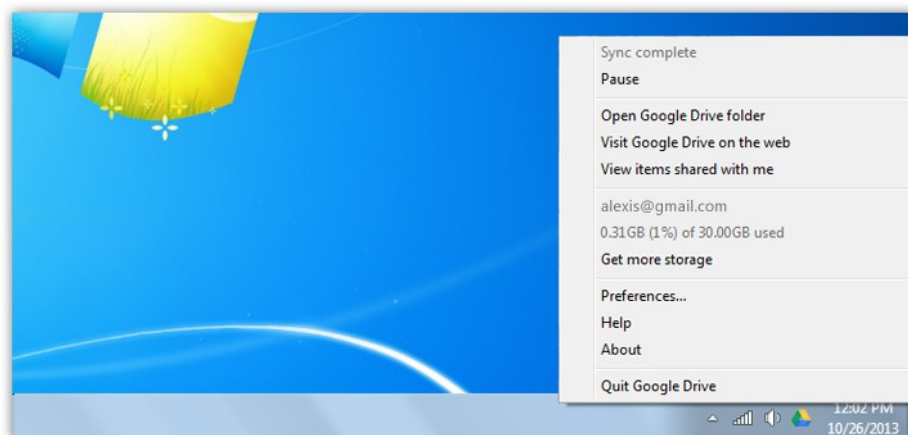 Sync complete
Pause
Open Google Drive folder
Visit Google Drive on the web
View items shared with me
alexis@gmail.com
0.31GB (1%) of 30.00GB used
Get more storage
Preferences...
Help
About
Quit Google Drive
12:02 PM
10/26/2013